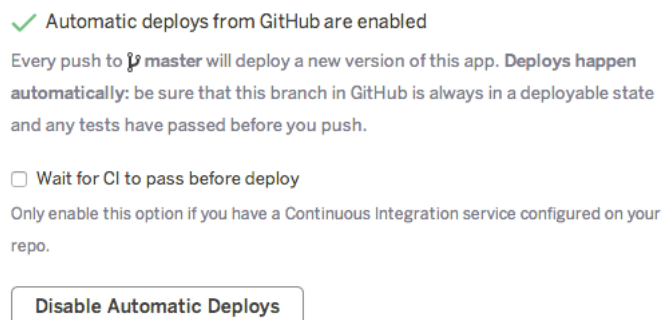 Automatic deploys from GitHub are enabled
Every push to master will deploy a new version of this app. Deploys happen
automatically: be sure that this branch in GitHub is always in a deployable state
and any tests have passed before you push.
Wait for CI to pass before deploy
Only enable this option if you have a Continuous Integration service configured on your
repo.
Disable Automatic Deploys